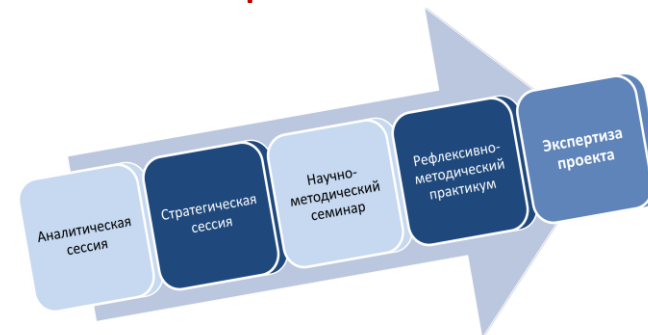 Аналитическая
сессия
Стратегическая
сессия
Научно-
методический
семинар
Рефлексивно-
методический
практикум
Экспертиза
проекта